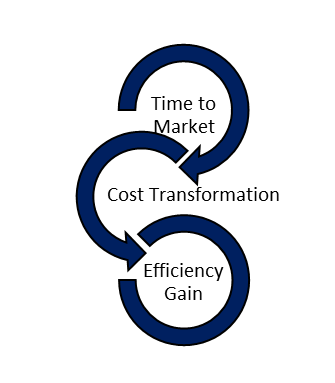 Time to
Market
Cost Transformation
Efficiency
Gain